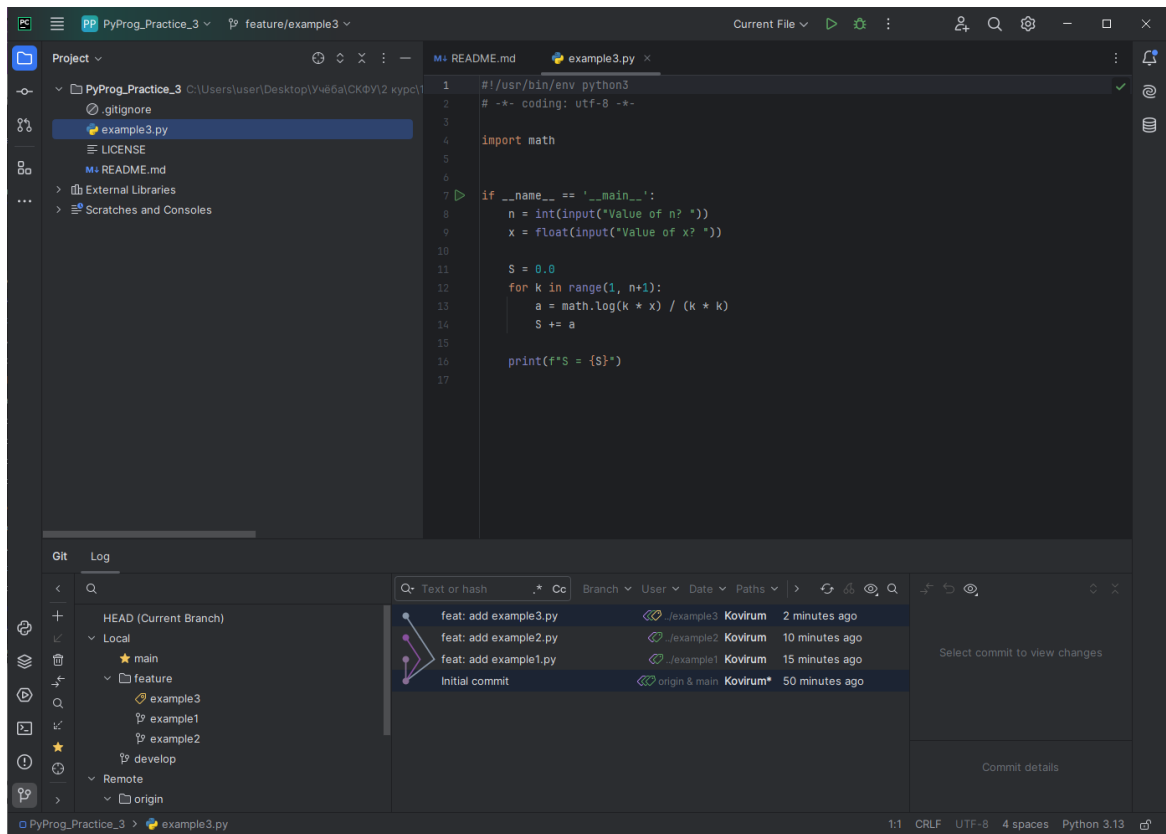 PC PP PyProg_Practice_3 feature/example3 Current File
Project
PyProg_Practice_3 C:\Users\user\Desktop\Учёба\СКФУ\2 курс\1
.gitignore
example3.py
LICENSE
M↓ README.md
External Libraries
Scratches and Consoles
M↓ README.md example3.py
1 #!/usr/bin/env python3
2 # -*- coding: utf-8 -*-
3
4 import math
5
6
7 if __name__ == '__main__':
8 n = int(input("Value of n? "))
9 x = float(input("Value of x? "))
10
11 S = 0.0
12 for k in range(1, n+1):
13 a = math.log(k * x) / (k * k)
14 S += a
15
16 print(f"S = {S}")
17
Git Log
HEAD (Current Branch)
Local
main
feature
example3
example1
example2
develop
Remote
origin
Text or hash .* Cc Branch User Date Paths
feat: add example3.py ../example3 Kovirum 2 minutes ago
feat: add example2.py ../example2 Kovirum 10 minutes ago
feat: add example1.py ../example1 Kovirum 15 minutes ago
Initial commit origin & main Kovirum* 50 minutes ago
Select commit to view changes
Commit details
PyProg_Practice_3 > example3.py 1:1 CRLF UTF-8 4 spaces Python 3.13